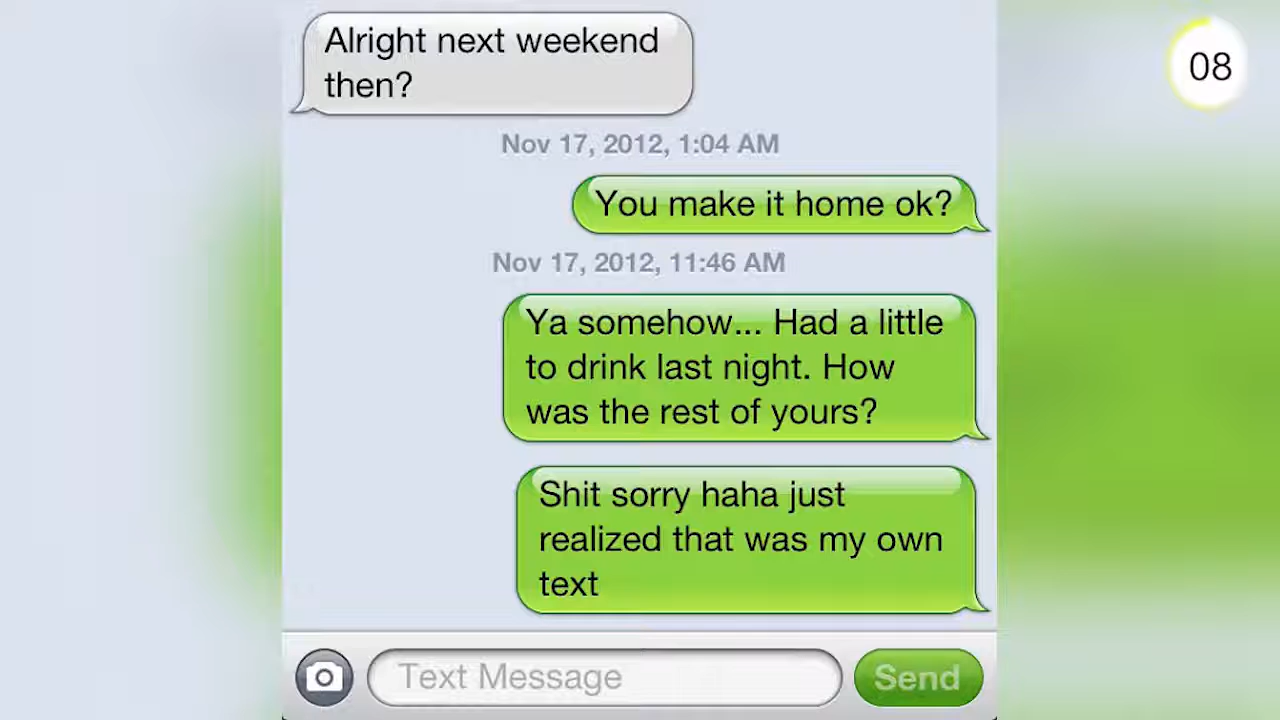 Alright next weekend
then?
08
Nov 17, 2012, 1:04 AM
You make it home ok?
Nov 17, 2012, 11:46 AM
Ya somehow... Had a little
to drink last night. How
was the rest of yours?
Shit sorry haha just
realized that was my own
text
Text Message
Send